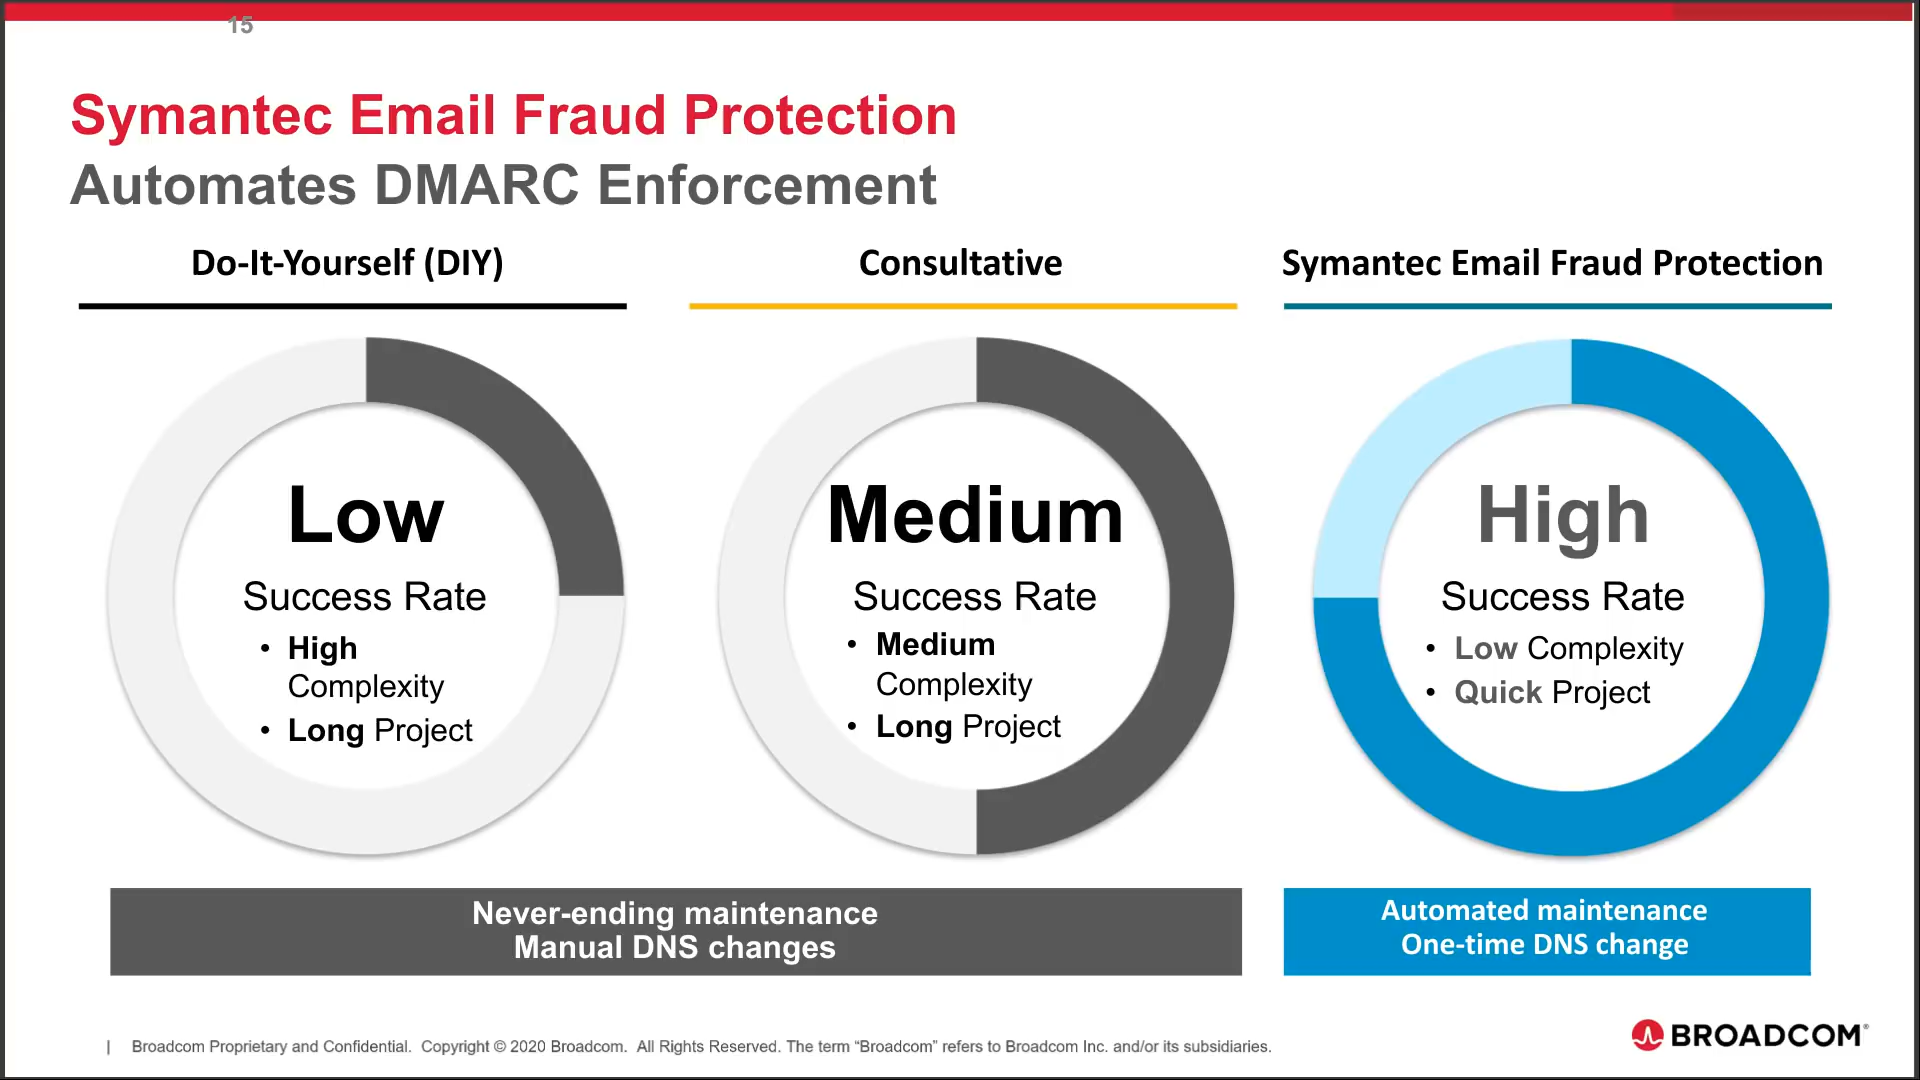 15
Symantec Email Fraud Protection
Automates DMARC Enforcement
Do-It-Yourself (DIY)
Low
Success Rate
• High
Complexity
• Long Project
Consultative
Medium
Success Rate
• Medium
Complexity
• Long Project
Symantec Email Fraud Protection
High
Success Rate
• Low Complexity
• Quick Project
Never-ending maintenance
Manual DNS changes
Automated maintenance
One-time DNS change
| Broadcom Proprietary and Confidential. Copyright © 2020 Broadcom. All Rights Reserved. The term “Broadcom” refers to Broadcom Inc. and/or its subsidiaries.
BROADCOM®